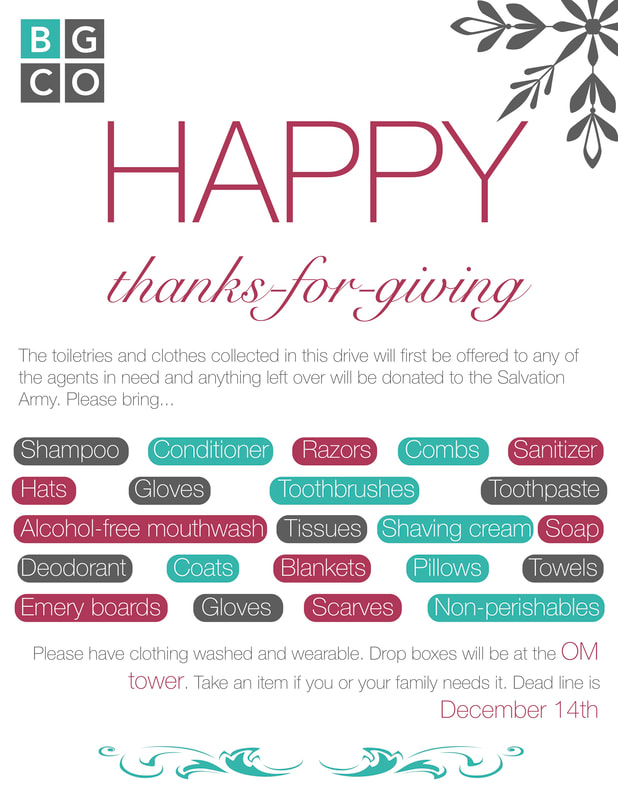 B G
C O
HAPPY
thanks-for-giving
The toiletries and clothes collected in this drive will first be offered to any of
the agents in need and anything left over will be donated to the Salvation
Army. Please bring...
Shampoo Conditioner Razors Combs Sanitizer
Hats Gloves Toothbrushes Toothpaste
Alcohol-free mouthwash Tissues Shaving cream Soap
Deodorant Coats Blankets Pillows Towels
Emery boards Gloves Scarves Non-perishables
Please have clothing washed and wearable. Drop boxes will be at the OM
tower. Take an item if you or your family needs it. Dead line is
December 14th